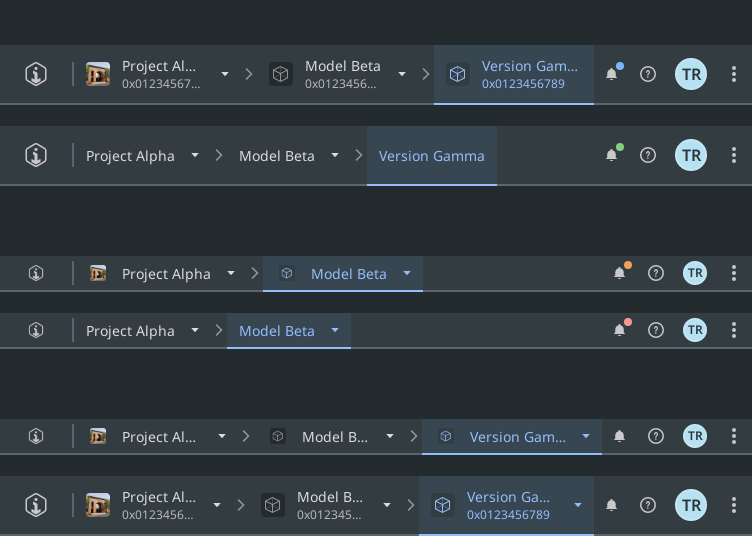 Project Al...
0x01234567...
Model Beta
0x0123456...
Version Gam...
0x0123456789
TR
Project Alpha
Model Beta
Version Gamma
TR
Project Alpha
Model Beta
TR
Project Alpha
Model Beta
TR
Project Al...
Model B...
Version Gam...
TR
Project Al...
0x0123456...
Model B...
0x012345...
Version Ga...
0x0123456789
TR